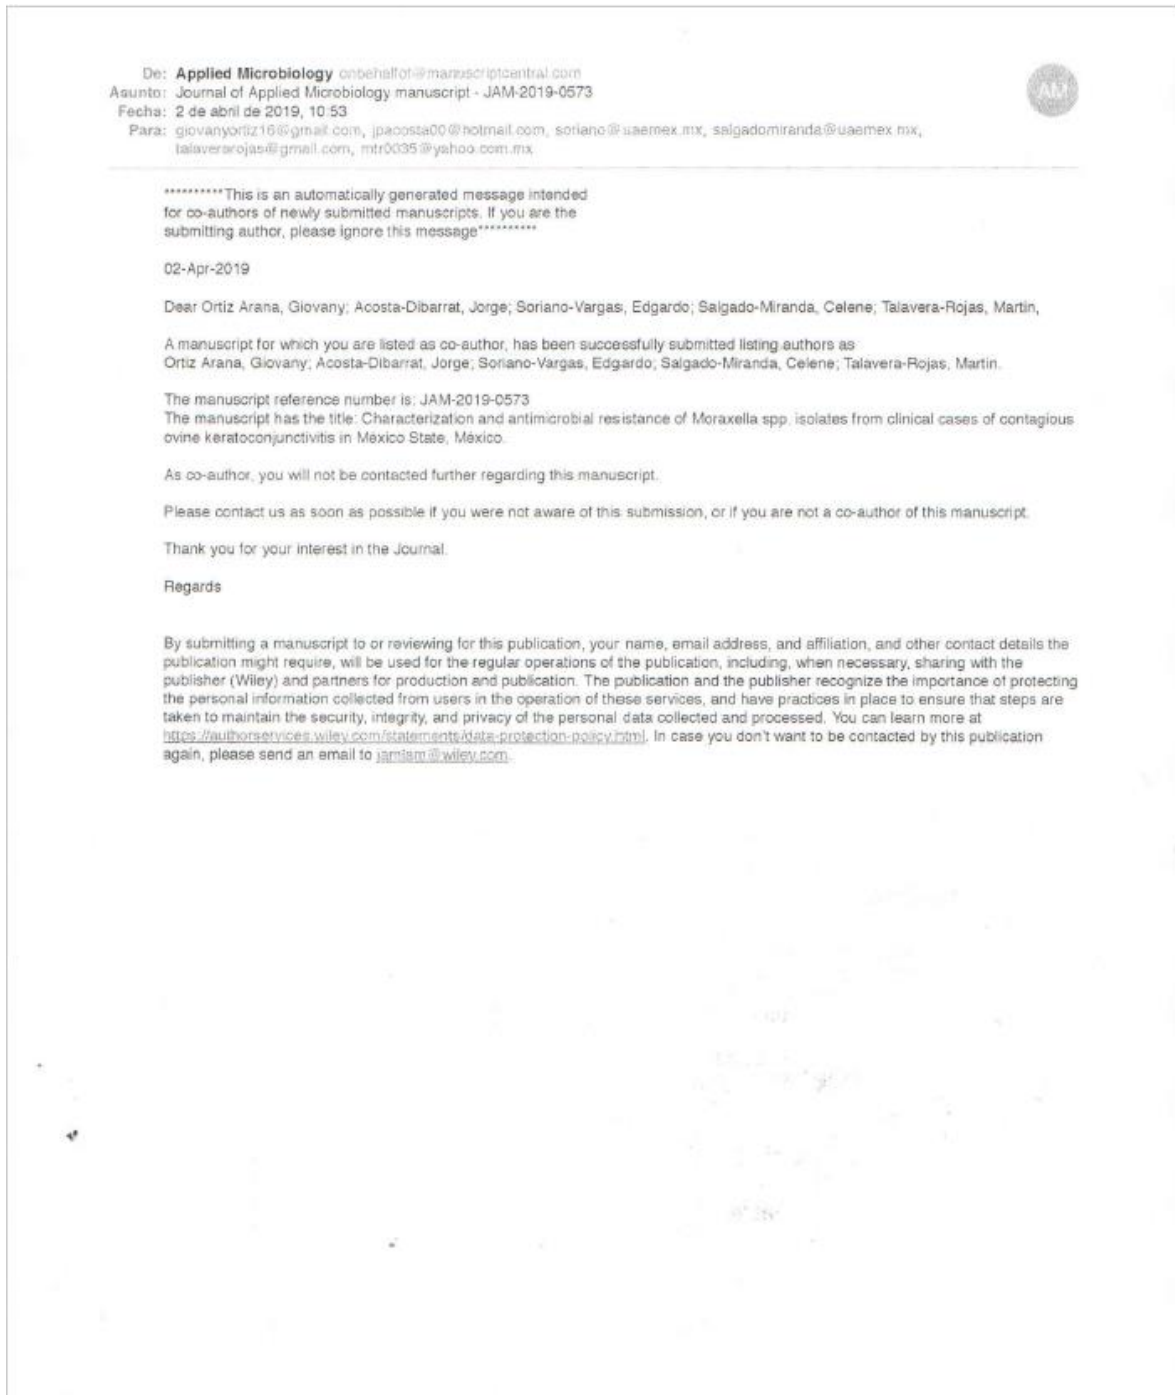 De: Applied Microbiology onbehalfof@manuscriptcentral.com
Asunto: Journal of Applied Microbiology manuscript - JAM-2019-0573
Fecha: 2 de abril de 2019, 10:53
Para: giovanyortiz16@gmail.com, jpacosta00@hotmail.com, soriano@uaemex.mx, salgadomiranda@uaemex.mx,
talaverarojas@gmail.com, mtr0035@yahoo.com.mx
AM
**********This is an automatically generated message intended
for co-authors of newly submitted manuscripts. If you are the
submitting author, please ignore this message**********
02-Apr-2019
Dear Ortiz Arana, Giovany; Acosta-Dibarrat, Jorge; Soriano-Vargas, Edgardo; Salgado-Miranda, Celene; Talavera-Rojas, Martin,
A manuscript for which you are listed as co-author, has been successfully submitted listing authors as
Ortiz Arana, Giovany; Acosta-Dibarrat, Jorge; Soriano-Vargas, Edgardo; Salgado-Miranda, Celene; Talavera-Rojas, Martin.
The manuscript reference number is: JAM-2019-0573
The manuscript has the title: Characterization and antimicrobial resistance of Moraxella spp. isolates from clinical cases of contagious
ovine keratoconjunctivitis in México State, México.
As co-author, you will not be contacted further regarding this manuscript.
Please contact us as soon as possible if you were not aware of this submission, or if you are not a co-author of this manuscript.
Thank you for your interest in the Journal.
Regards
By submitting a manuscript to or reviewing for this publication, your name, email address, and affiliation, and other contact details the
publication might require, will be used for the regular operations of the publication, including, when necessary, sharing with the
publisher (Wiley) and partners for production and publication. The publication and the publisher recognize the importance of protecting
the personal information collected from users in the operation of these services, and have practices in place to ensure that steps are
taken to maintain the security, integrity, and privacy of the personal data collected and processed. You can learn more at
https://authorservices.wiley.com/statements/data-protection-policy.html. In case you don't want to be contacted by this publication
again, please send an email to jamlam@wiley.com.